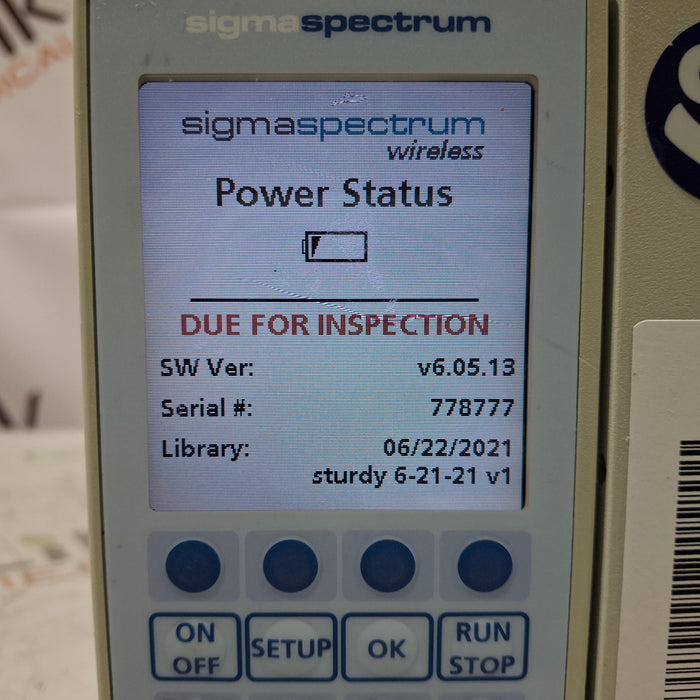 sigmaspectrum
sigmaspectrum
wireless
Power Status
DUE FOR INSPECTION
SW Ver: v6.05.13
Serial #: 778777
Library: 06/22/2021
sturdy 6-21-21 v1
ON OFF
SETUP
OK
RUN STOP